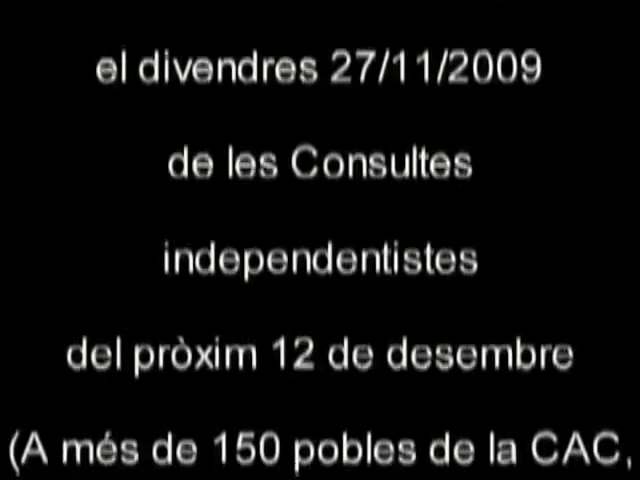 el divendres 27/11/2009
de les Consultes
independentistes
del pròxim 12 de desembre
(A més de 150 pobles de la CAC,